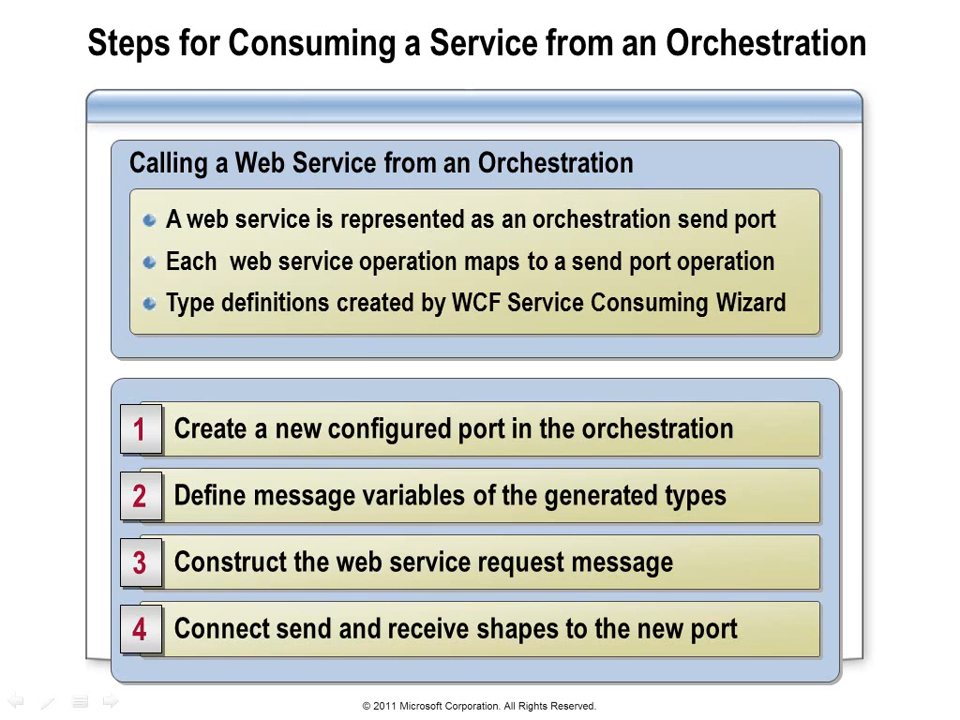 Steps for Consuming a Service from an Orchestration
Calling a Web Service from an Orchestration
A web service is represented as an orchestration send port
Each  web service operation maps to a send port operation
Type definitions created by WCF Service Consuming Wizard
1 Create a new configured port in the orchestration
2 Define message variables of the generated types
3 Construct the web service request message
4 Connect send and receive shapes to the new port
© 2011 Microsoft Corporation. All Rights Reserved.